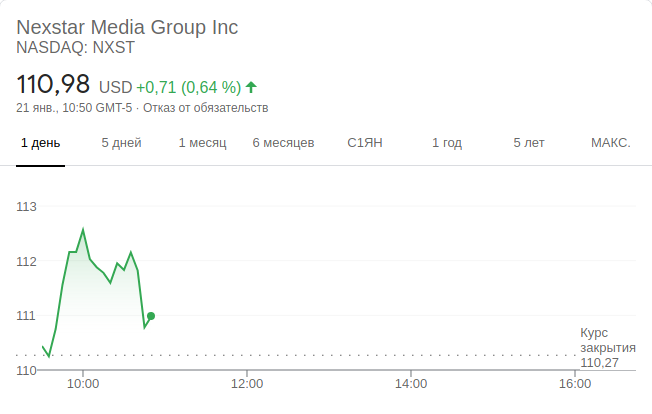 Nexstar Media Group Inc
NASDAQ: NXST
110,98 USD +0,71 (0,64 %)
21 янв., 10:50 GMT-5 · Отказ от обязательств
1 день 5 дней 1 месяц 6 месяцев С1ЯН 1 год 5 лет МАКС.
113
112
111
110
Курс
закрытия
110,27
10:00 12:00 14:00 16:00